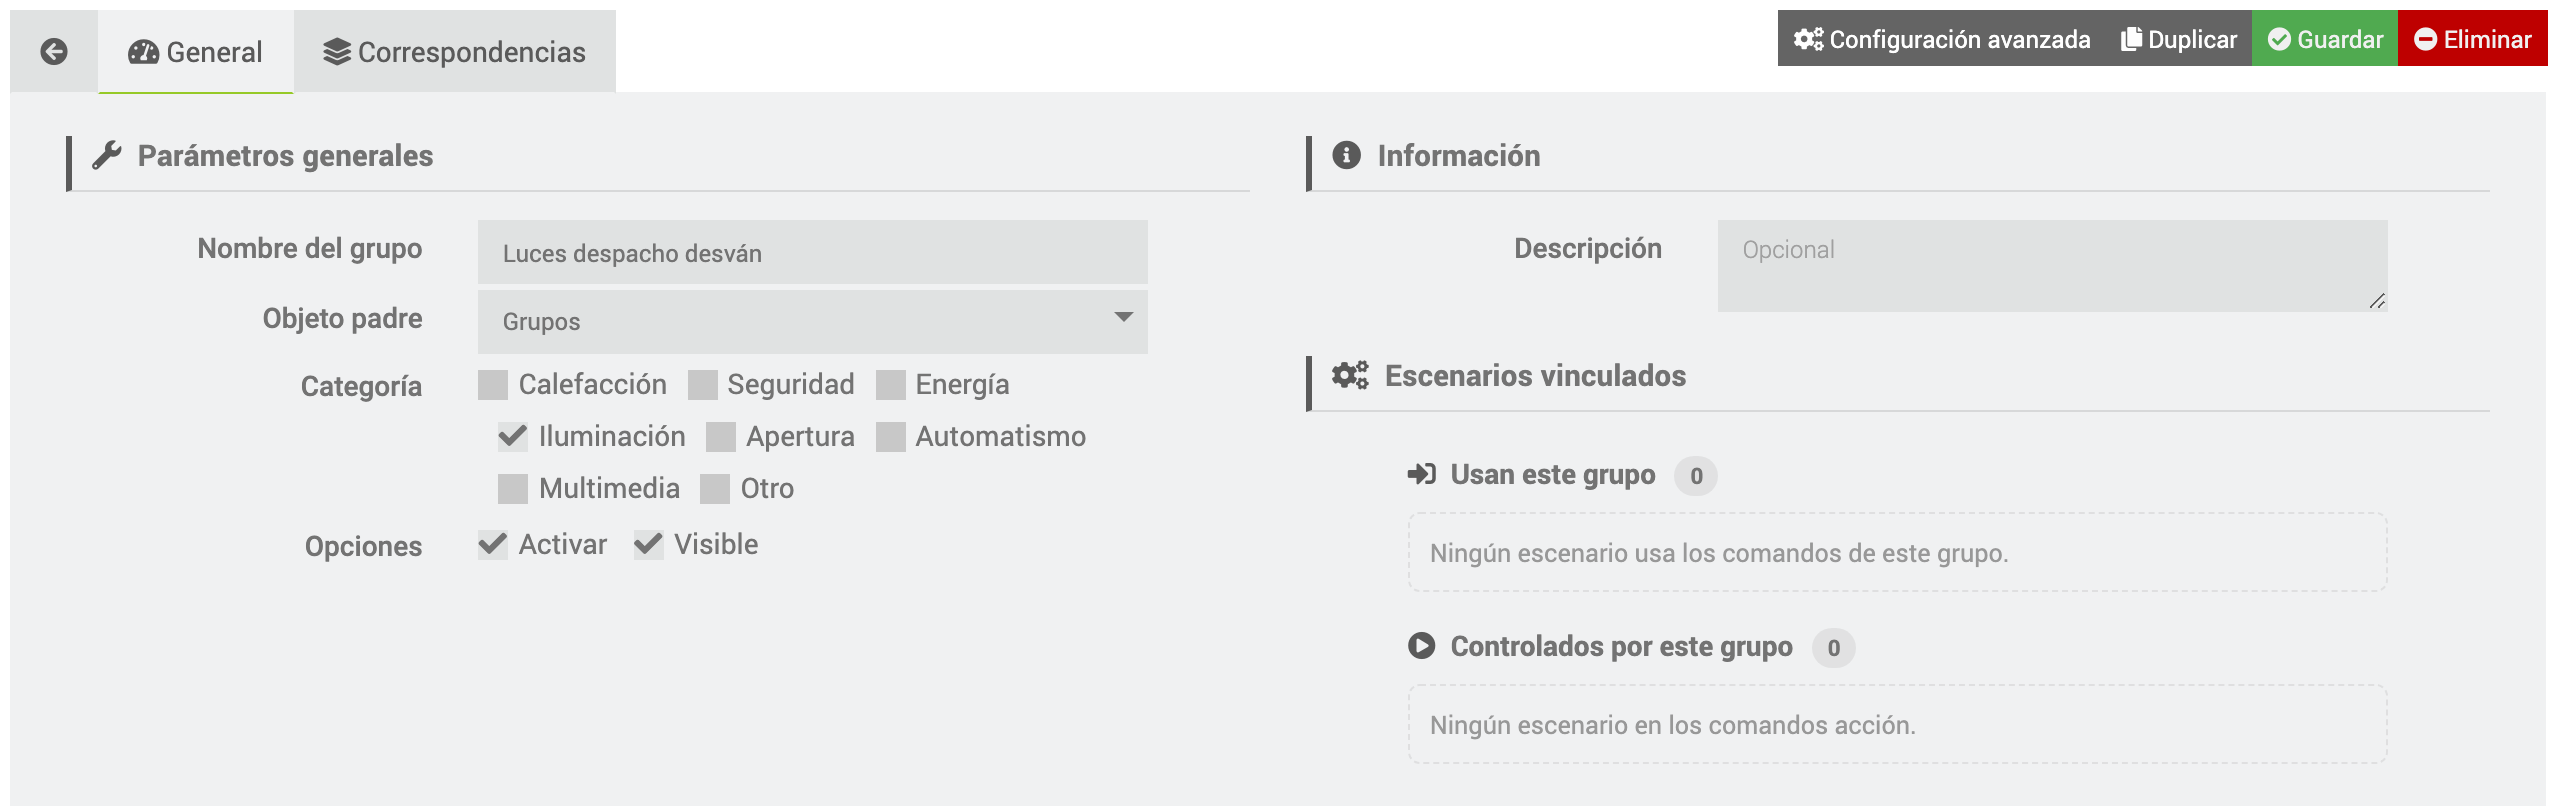 General
Correspondencias
Configuración avanzada
Duplicar
Guardar
Eliminar
Parámetros generales
Nombre del grupo
Luces despacho desván
Objeto padre
Grupos
Categoría
Calefacción Seguridad Energía
Iluminación Apertura Automatismo
Multimedia Otro
Opciones
Activar Visible
Información
Descripción
Opcional
Escenarios vinculados
Usan este grupo 0
Ningún escenario usa los comandos de este grupo.
Controlados por este grupo 0
Ningún escenario en los comandos acción.